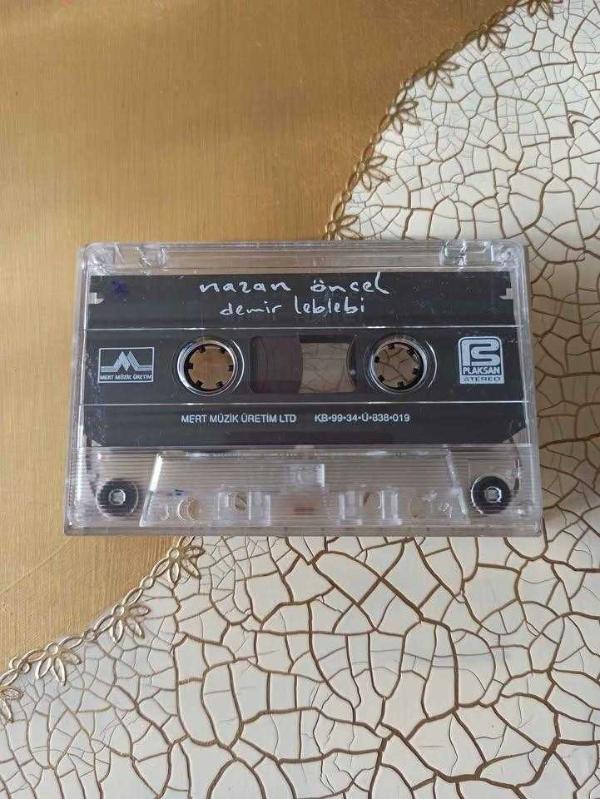 nazan öncel
demir leblebi
MERT MÜZİK ÜRETİM
PLAKSAN
STEREO
MERT MÜZİK ÜRETİM LTD KB•99•34•Ü•838•019